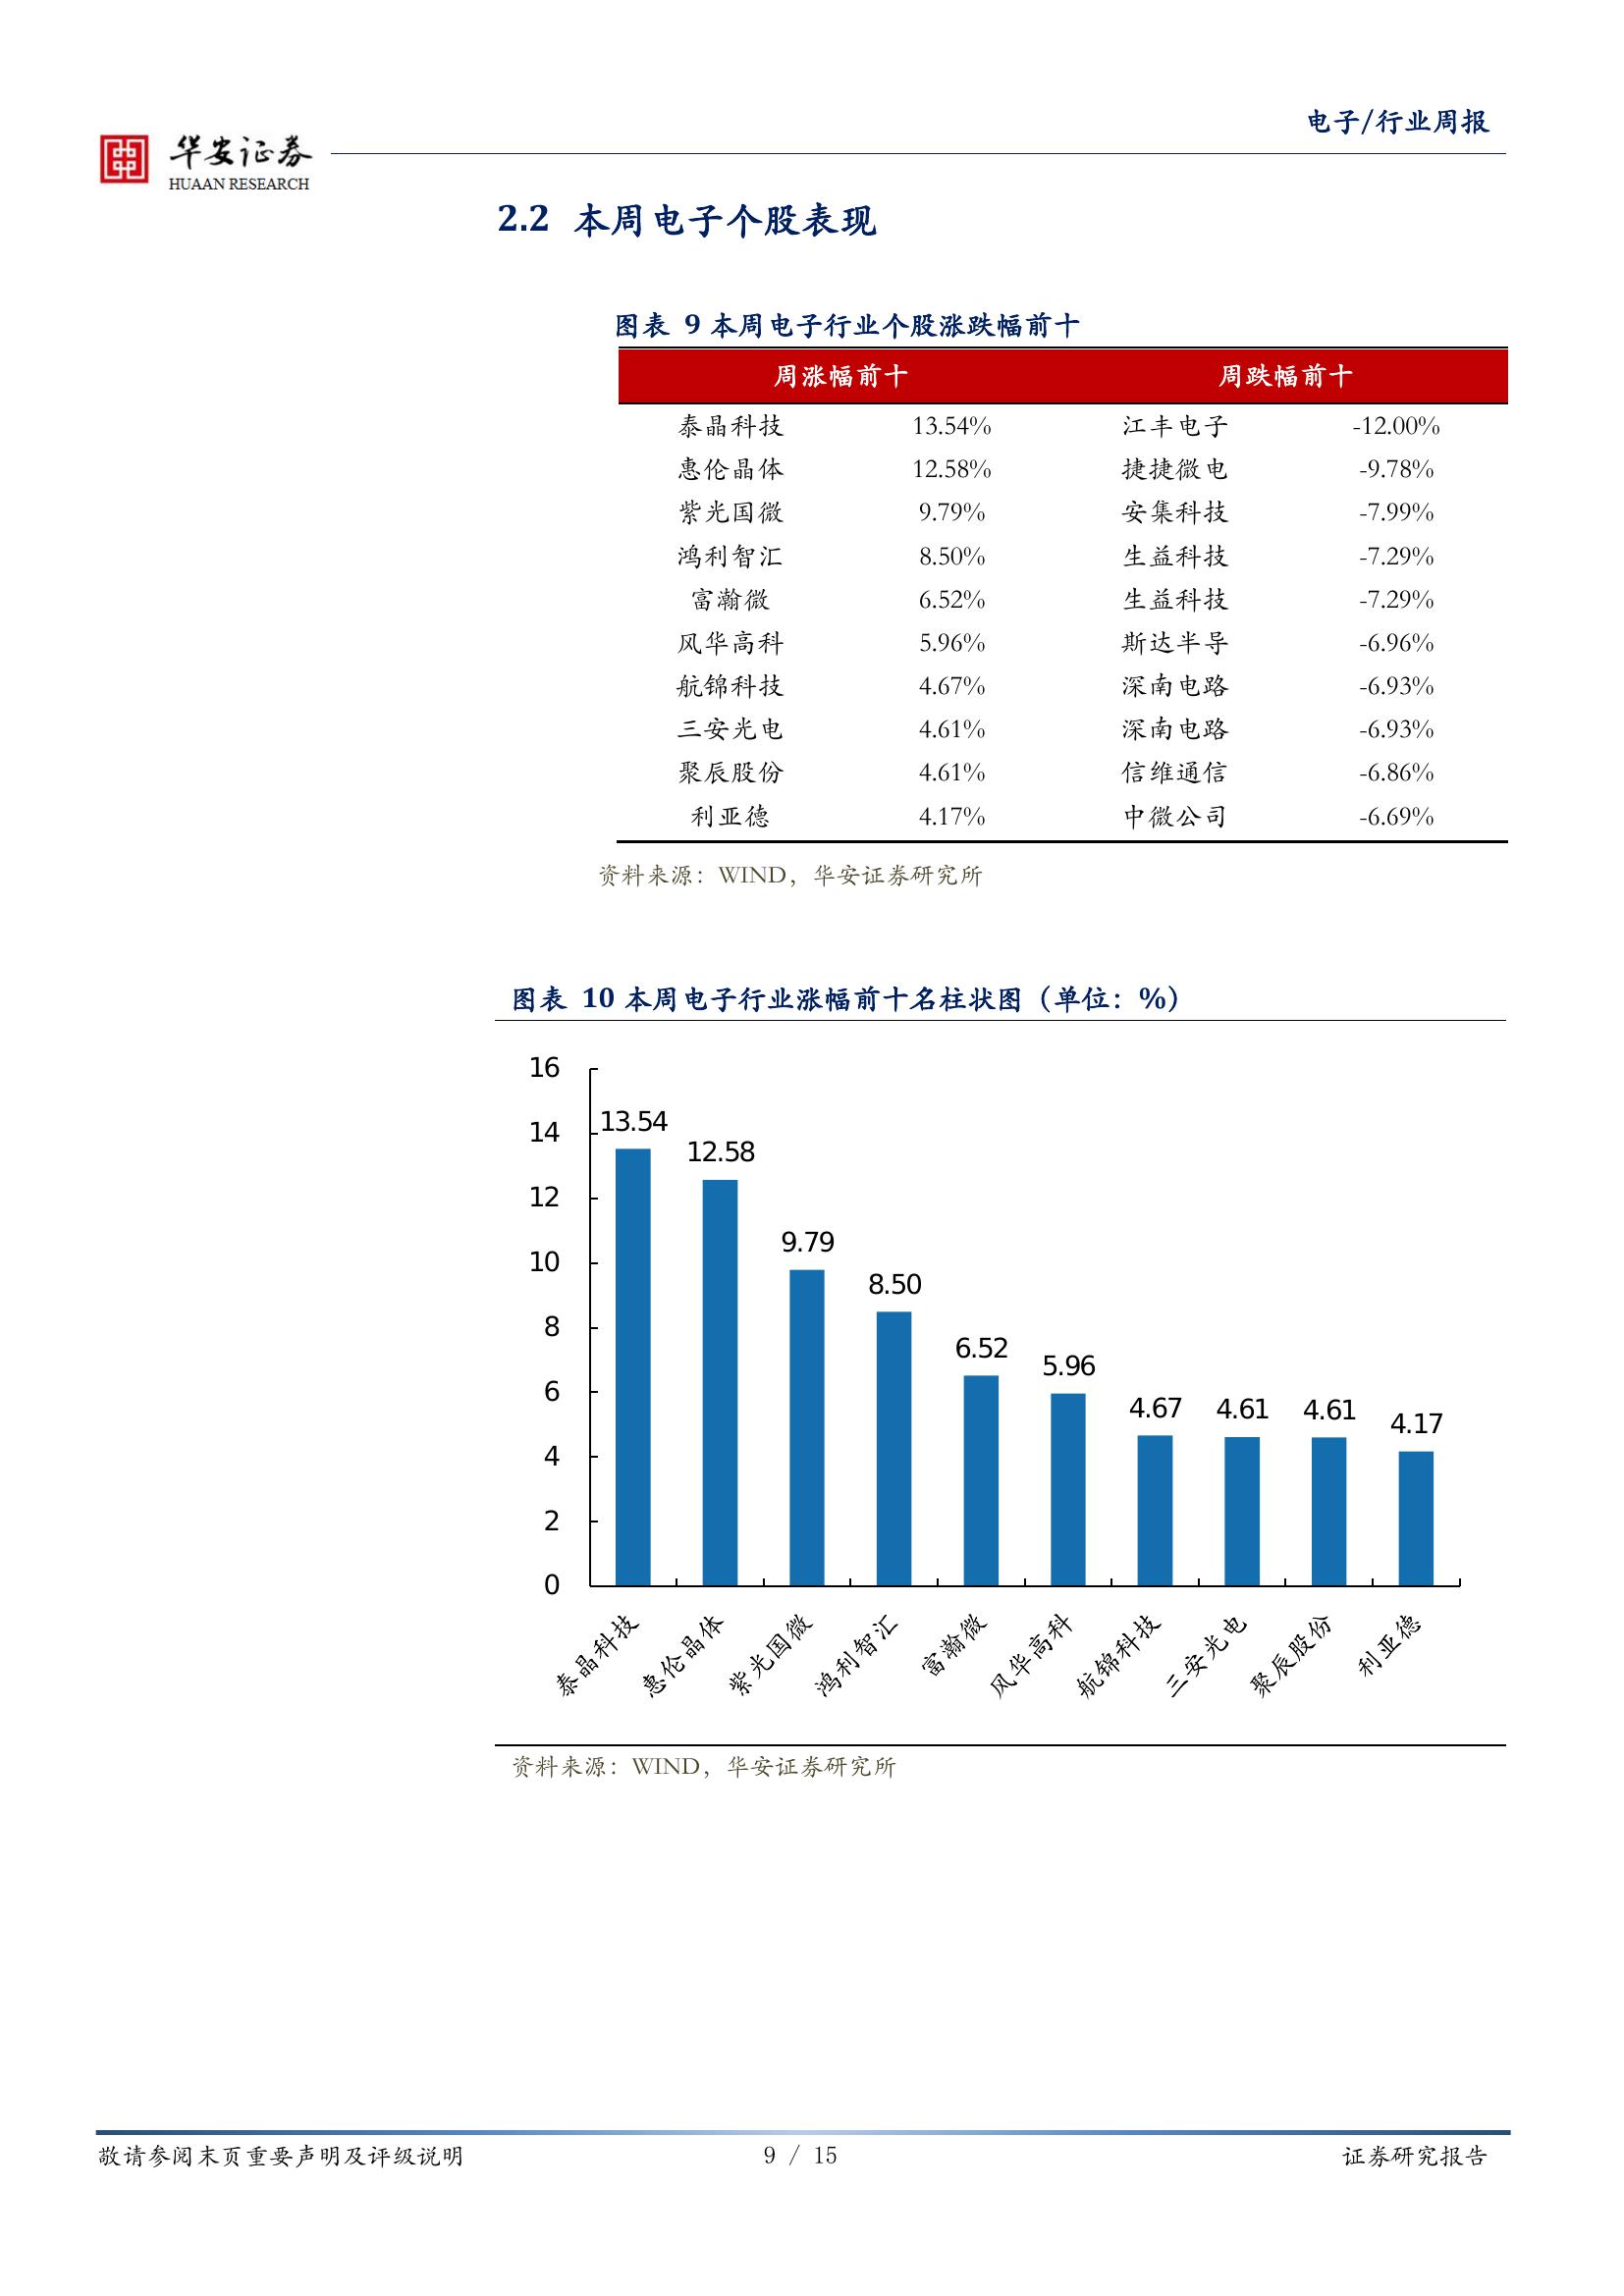 电子/行业周报
华安证券
HUAAN RESEARCH
2.2 本周电子个股表现
图表 9 本周电子行业个股涨跌幅前十
周涨幅前十 周跌幅前十
泰晶科技 13.54% 江丰电子 -12.00%
惠伦晶体 12.58% 捷捷微电 -9.78%
紫光国微 9.79% 安集科技 -7.99%
鸿利智汇 8.50% 生益科技 -7.29%
富瀚微 6.52% 生益科技 -7.29%
风华高科 5.96% 斯达半导 -6.96%
航锦科技 4.67% 深南电路 -6.93%
三安光电 4.61% 深南电路 -6.93%
聚辰股份 4.61% 信维通信 -6.86%
利亚德 4.17% 中微公司 -6.69%
资料来源：WIND，华安证券研究所
图表 10 本周电子行业涨幅前十名柱状图（单位：%）
16
14
12
10
8
6
4
2
0
13.54
12.58
9.79
8.50
6.52
5.96
4.67
4.61
4.61
4.17
泰晶科技
惠伦晶体
紫光国微
鸿利智汇
富瀚微
风华高科
航锦科技
三安光电
聚辰股份
利亚德
资料来源：WIND，华安证券研究所
敬请参阅末页重要声明及评级说明 9 / 15 证券研究报告